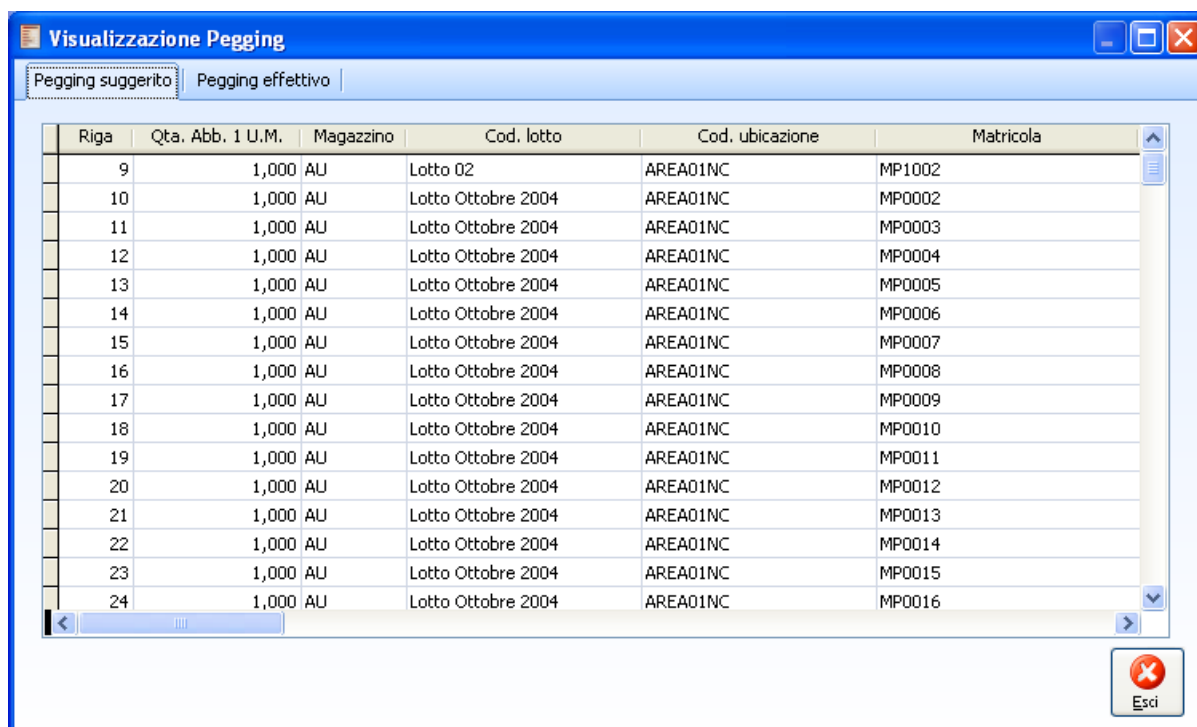 Visualizzazione Pegging
Pegging suggerito Pegging effettivo
Riga Qta. Abb. 1 U.M. Magazzino Cod. lotto Cod. ubicazione Matricola
9 1,000 AU Lotto 02 AREA01NC MP1002
10 1,000 AU Lotto Ottobre 2004 AREA01NC MP0002
11 1,000 AU Lotto Ottobre 2004 AREA01NC MP0003
12 1,000 AU Lotto Ottobre 2004 AREA01NC MP0004
13 1,000 AU Lotto Ottobre 2004 AREA01NC MP0005
14 1,000 AU Lotto Ottobre 2004 AREA01NC MP0006
15 1,000 AU Lotto Ottobre 2004 AREA01NC MP0007
16 1,000 AU Lotto Ottobre 2004 AREA01NC MP0008
17 1,000 AU Lotto Ottobre 2004 AREA01NC MP0009
18 1,000 AU Lotto Ottobre 2004 AREA01NC MP0010
19 1,000 AU Lotto Ottobre 2004 AREA01NC MP0011
20 1,000 AU Lotto Ottobre 2004 AREA01NC MP0012
21 1,000 AU Lotto Ottobre 2004 AREA01NC MP0013
22 1,000 AU Lotto Ottobre 2004 AREA01NC MP0014
23 1,000 AU Lotto Ottobre 2004 AREA01NC MP0015
24 1,000 AU Lotto Ottobre 2004 AREA01NC MP0016
Esci